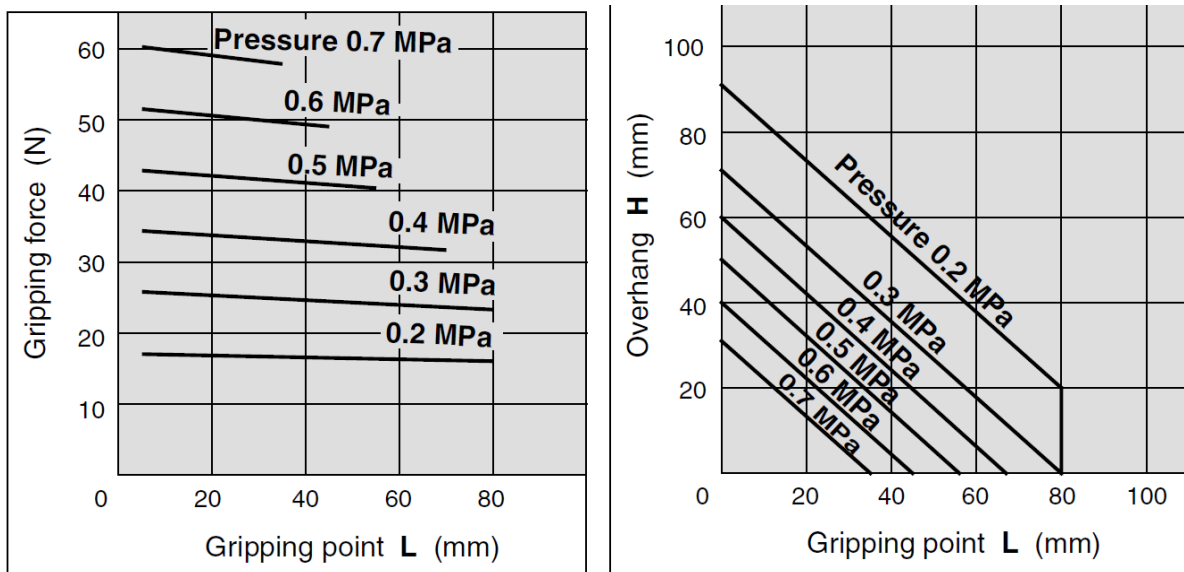 Gripping force (N)
60
50
40
30
20
10
0
20
40
60
80
Pressure 0.7 MPa
0.6 MPa
0.5 MPa
0.4 MPa
0.3 MPa
0.2 MPa
Gripping point L (mm)
Overhang H (mm)
100
80
60
40
20
0
20
40
60
80
100
Pressure 0.2 MPa
0.3 MPa
0.4 MPa
0.5 MPa
0.6 MPa
0.7 MPa
Gripping point L (mm)